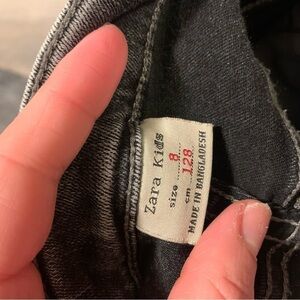 Zara Kids
size 8
cm 128
MADE IN BANGLADESH